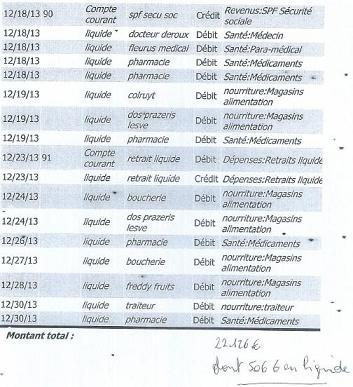 12/18/13 90 Compte courant spf secu soc Crédit Revenus:SPF Sécurité sociale
12/18/13 liquide docteur deroux Débit Santé:Médecin
12/18/13 liquide fleurus medical Débit Santé:Para-médical
12/18/13 liquide pharmacie Débit Santé:Médicaments
12/18/13 liquide pharmacie Débit Santé:Médicaments
12/19/13 liquide colruyt Débit nourriture:Magasins alimentation
12/19/13 liquide dos prazeris lesve Débit nourriture:Magasins alimentation
12/19/13 liquide pharmacie Débit Santé:Médicaments
12/23/13 91 Compte courant retrait liquide Débit Dépenses:Retraits liquide
12/23/13 liquide retrait liquide Crédit Dépenses:Retraits liquide
12/24/13 liquide boucherie Débit nourriture:Magasins alimentation
12/24/13 liquide dos prazeris lesve Débit nourriture:Magasins alimentation
12/26/13 liquide pharmacie Débit Santé:Médicaments
12/27/13 liquide boucherie Débit nourriture:Magasins alimentation
12/28/13 liquide freddy fruits Débit nourriture:Magasins alimentation
12/30/13 liquide traiteur Débit nourriture:traiteur
12/30/13 liquide pharmacie Débit Santé:Médicaments
Montant total :
22.126 €
dont 5066 en liquide